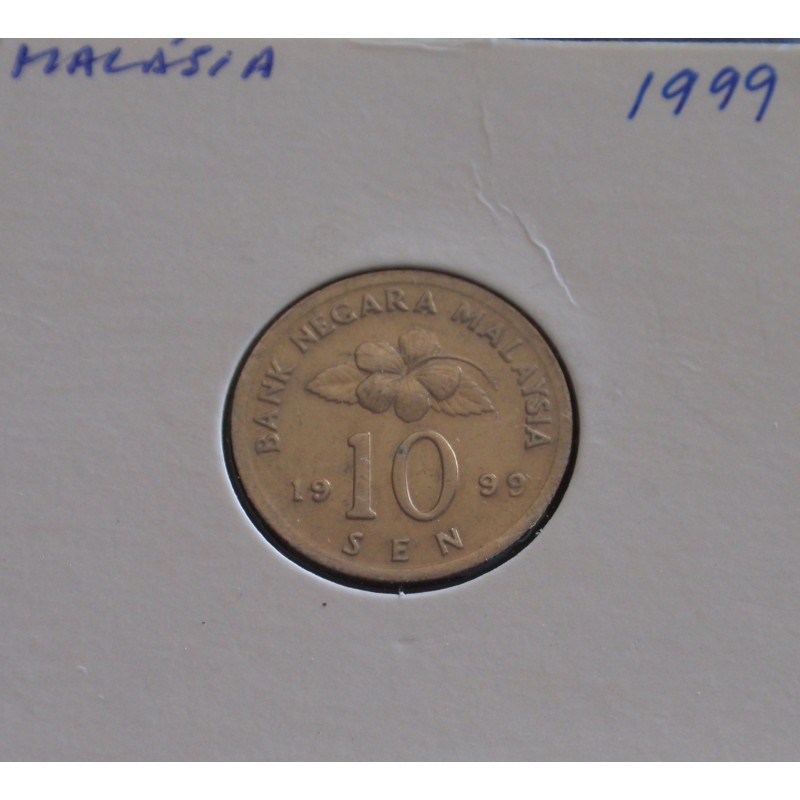 MALÁSIA 1999
BANK NEGARA MALAYSIA
19 10 99
SEN